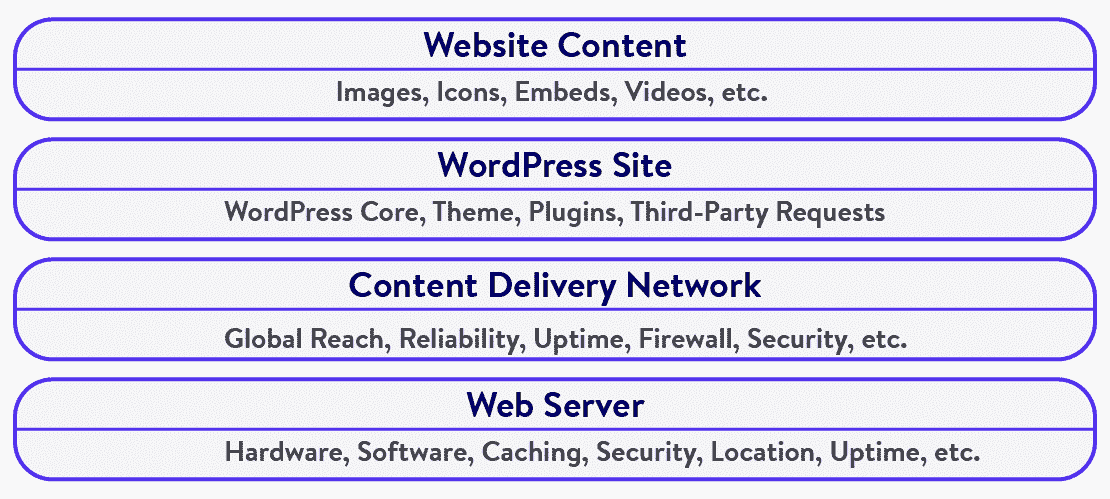 Website Content
Images, Icons, Embeds, Videos, etc.
WordPress Site
WordPress Core, Theme, Plugins, Third-Party Requests
Content Delivery Network
Global Reach, Reliability, Uptime, Firewall, Security, etc.
Web Server
Hardware, Software, Caching, Security, Location, Uptime, etc.